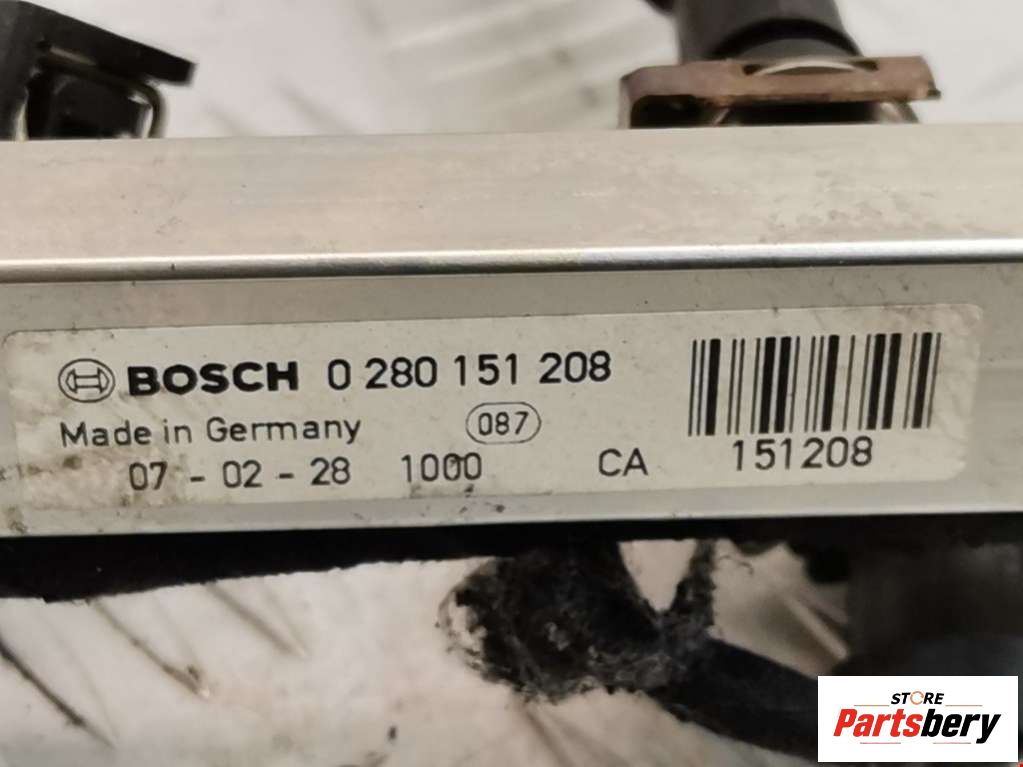 BOSCH 0 280 151 208
Made in Germany 087
07 - 02 - 28 1000 CA 151208
STORE
Partsbery